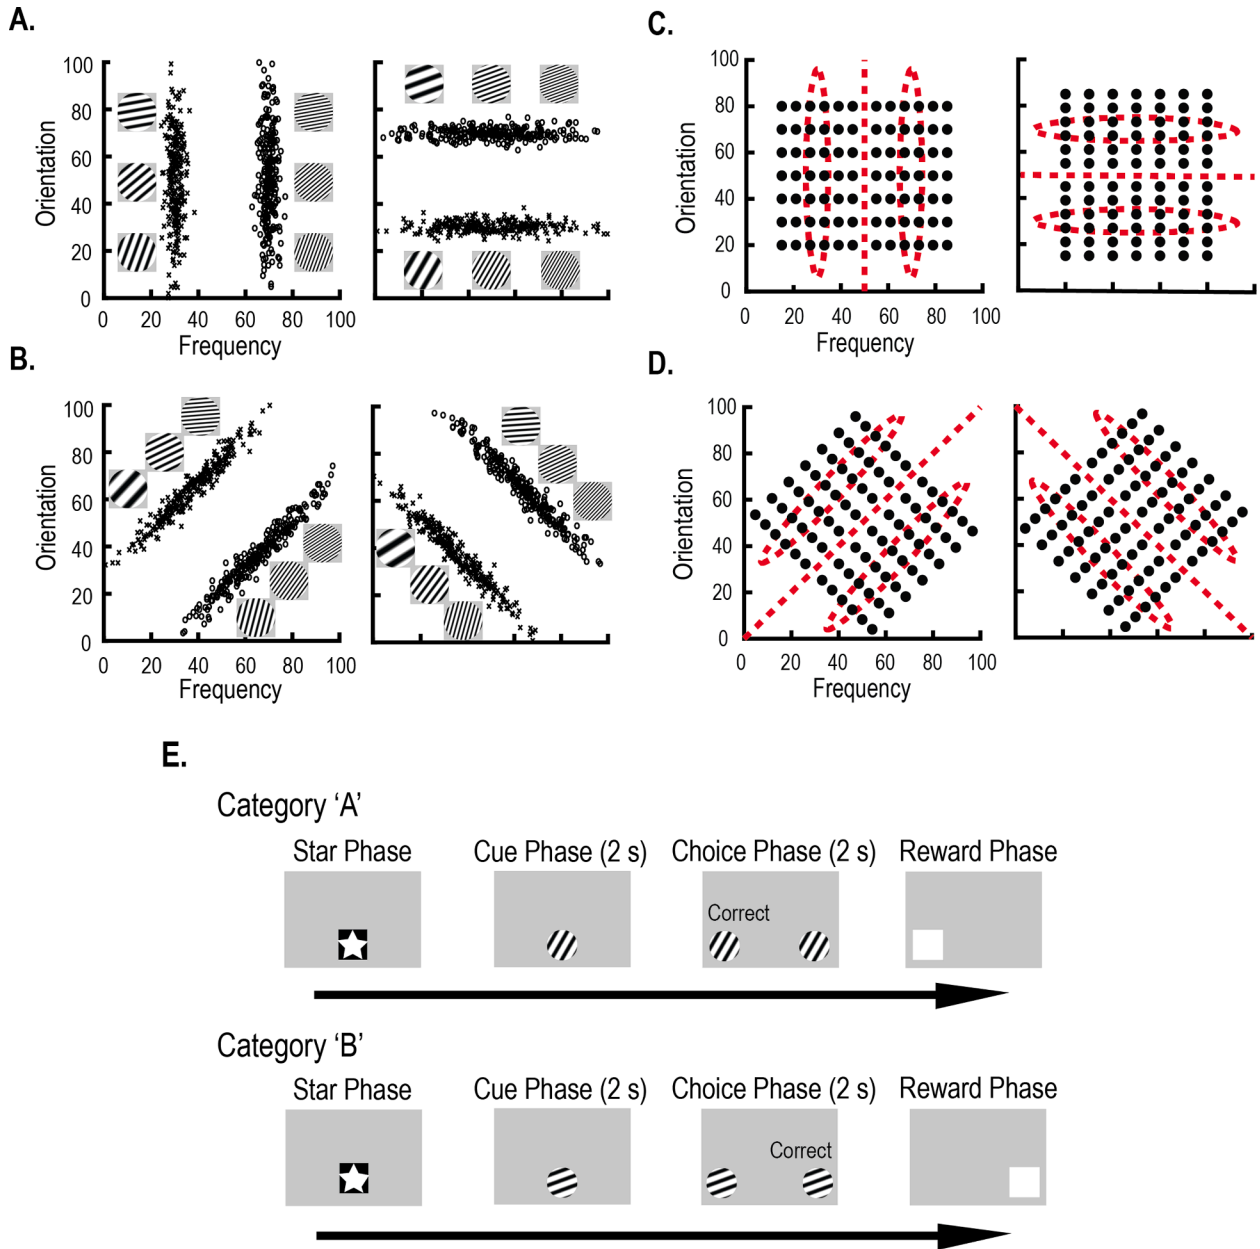 A.
100
80
60
40
20
0
Orientation
0 20 40 60 80 100
Frequency
C.
100
80
60
40
20
0
Orientation
0 20 40 60 80 100
Frequency
B.
100
80
60
40
20
0
Orientation
0 20 40 60 80 100
Frequency
D.
100
80
60
40
20
0
Orientation
0 20 40 60 80 100
Frequency
E.
Category ‘A’
Star Phase Cue Phase (2 s) Choice Phase (2 s) Reward Phase
Correct
Category ‘B’
Star Phase Cue Phase (2 s) Choice Phase (2 s) Reward Phase
Correct